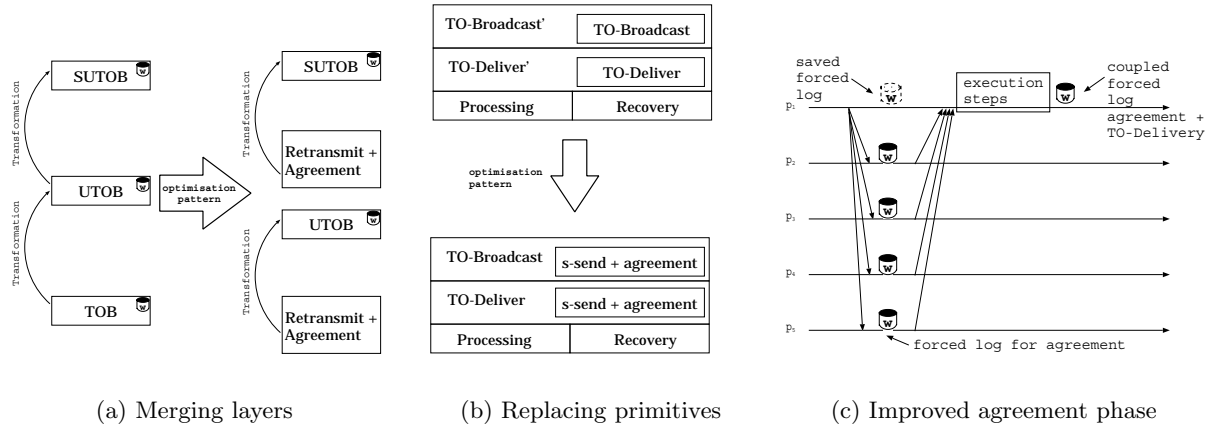 SUTOB
W
Transformation
UTOB
W
Transformation
TOB
W
optimisation
pattern
SUTOB
W
Transformation
Retransmit +
Agreement
UTOB
W
Transformation
Retransmit +
Agreement
(a) Merging layers
TO-Broadcast'
TO-Broadcast
TO-Deliver'
TO-Deliver
Processing
Recovery
optimisation
pattern
TO-Broadcast
s-send + agreement
TO-Deliver
s-send + agreement
Processing
Recovery
(b) Replacing primitives
saved
forced
log
W
execution
steps
W
coupled
forced
log
agreement +
TO-Delivery
P1
P2
W
P3
W
P4
W
P5
W
forced log for agreement
(c) Improved agreement phase